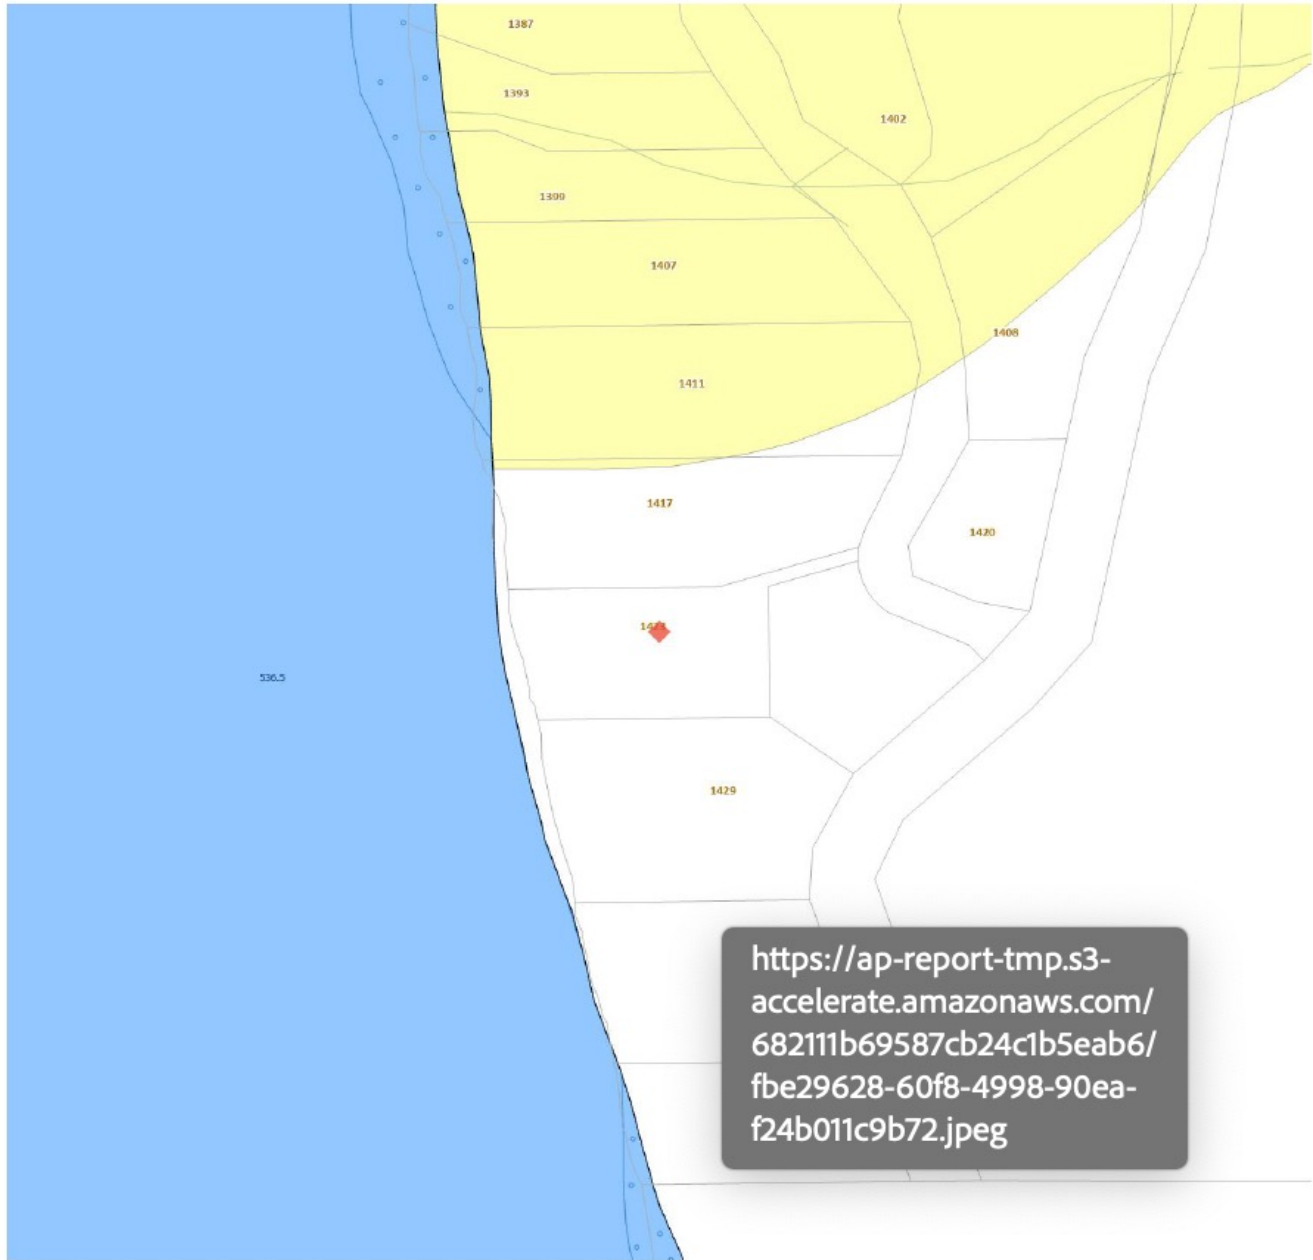 1387
1393
1402
1399
1407
1408
1411
1417
1420
536.5
1429
https://ap-report-tmp.s3-
accelerate.amazonaws.com/
682111b69587cb24c1b5eab6/
fbe29628-60f8-4998-90ea-
f24b011c9b72.jpeg